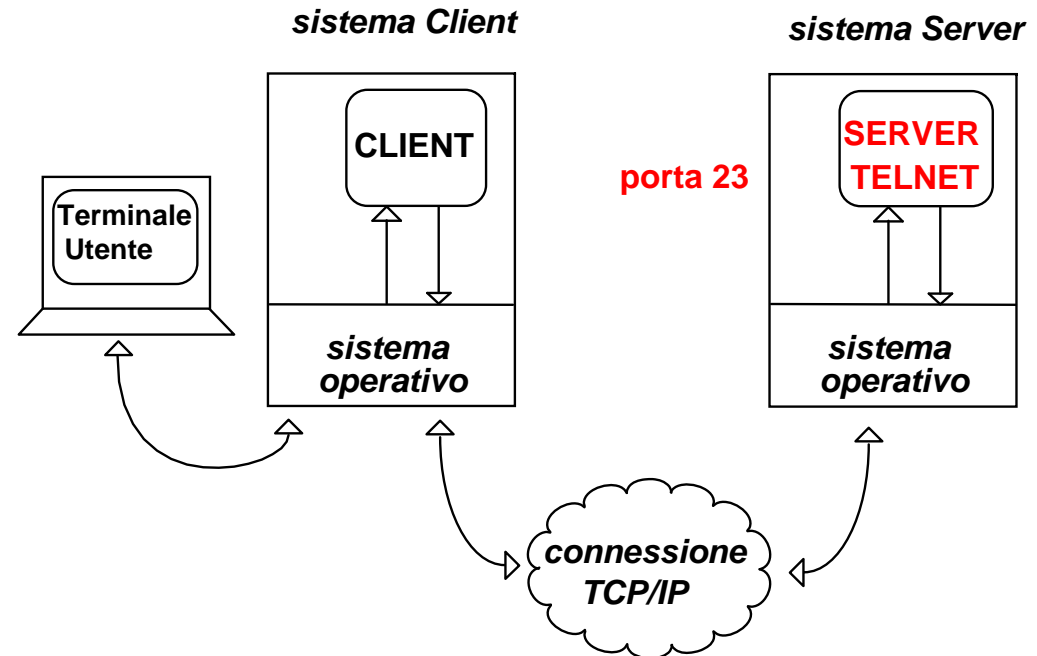 sistema Client
sistema Server
CLIENT
SERVER
TELNET
porta 23
Terminale
Utente
sistema
operativo
sistema
operativo
connessione
TCP/IP